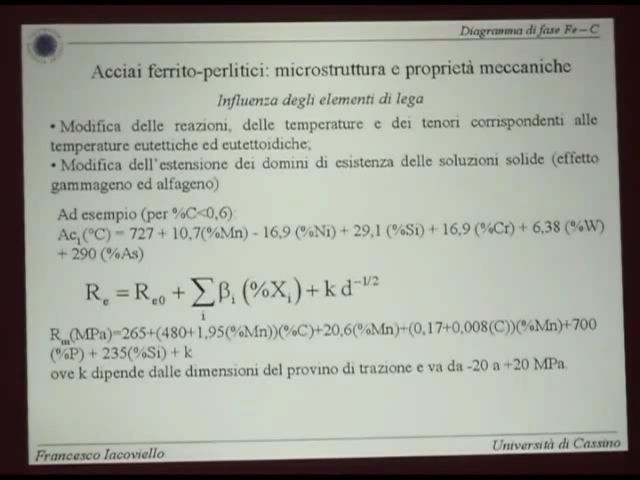 Diagramma di fase Fe – C
Acciai ferrito-perlitici: microstruttura e proprietà meccaniche
Influenza degli elementi di lega
• Modifica delle reazioni, delle temperature e dei tenori corrispondenti alle
temperature eutettiche ed eutettoidiche;
• Modifica dell'estensione dei domini di esistenza delle soluzioni solide (effetto
gammageno ed alfageno)
Ad esempio (per %C<0,6)
Ac₁(°C) = 727 + 10,7(%Mn) - 16,9 (%Ni) + 29,1 (%Si) + 16,9 (%Cr) + 6,38 (%W)
+ 290 (%As)
Rₑ = Rₑ₀ + ∑ᵢ βᵢ (%Xᵢ) + k d⁻¹/²
Rₘ(MPa)=265+(480+1,95(%Mn))(%C)+20,6(%Mn)+(0,17+0,008(C))(%Mn)+700
(%P) + 235(%Si) + k
ove k dipende dalle dimensioni del provino di trazione e va da -20 a +20 MPa.
Francesco Iacoviello
Università di Cassino